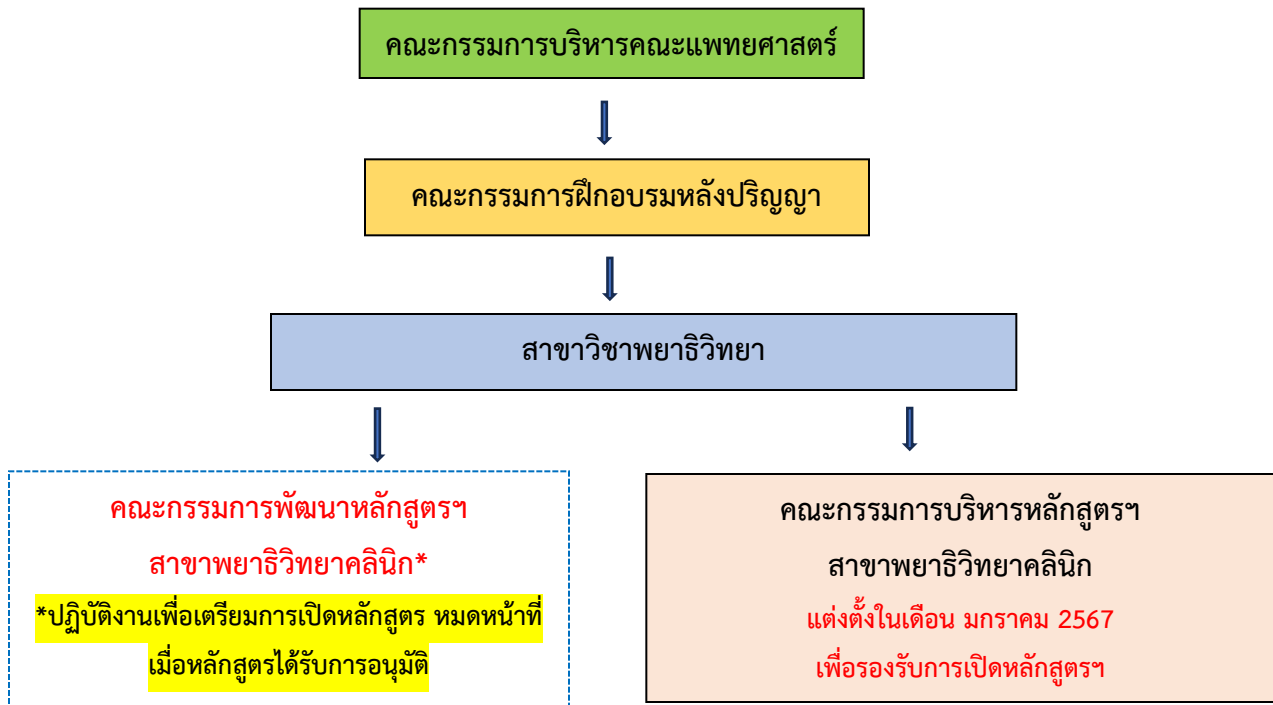 คณะกรรมการบริหารคณะแพทยศาสตร์
คณะกรรมการฝึกอบรมหลังปริญญา
สาขาวิชาพยาธิวิทยา
คณะกรรมการพัฒนาหลักสูตรฯ
สาขาพยาธิวิทยาคลินิก*
*ปฏิบัติงานเพื่อเตรียมการเปิดหลักสูตร หมดหน้าที่
เมื่อหลักสูตรได้รับการอนุมัติ
คณะกรรมการบริหารหลักสูตรฯ
สาขาพยาธิวิทยาคลินิก
แต่งตั้งในเดือน มกราคม 2567
เพื่อรองรับการเปิดหลักสูตรฯ